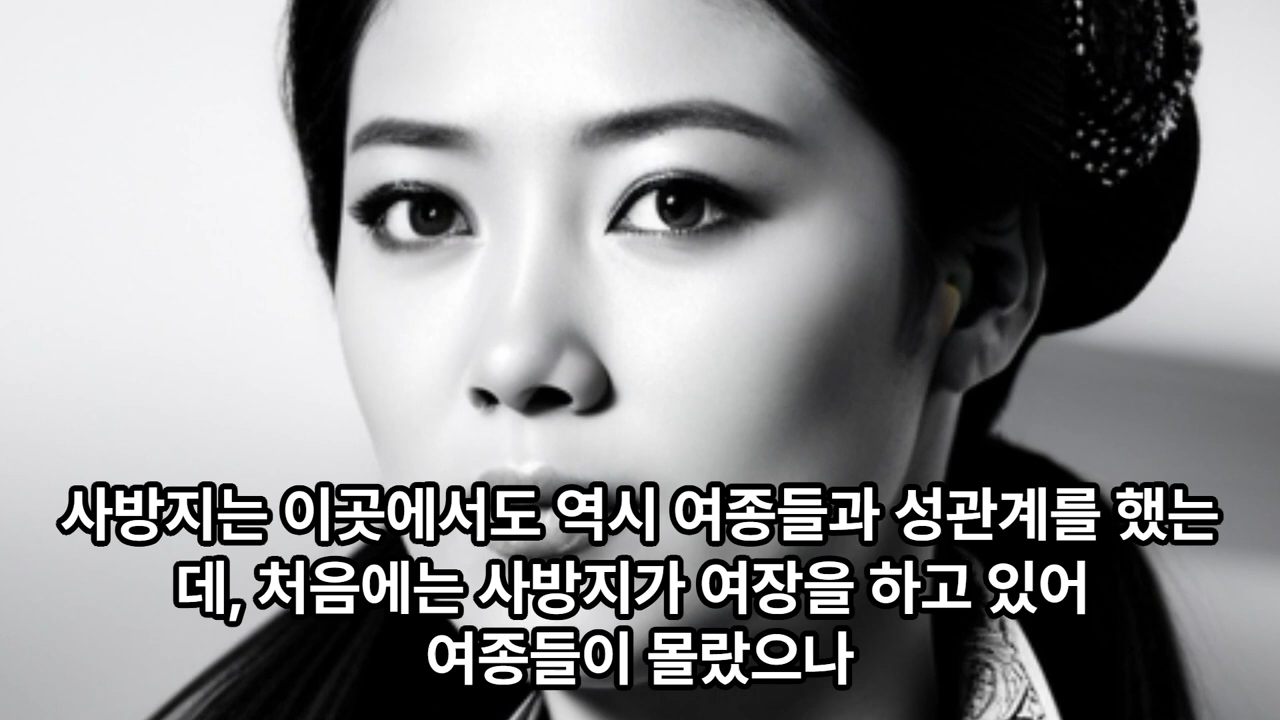 사방지는 이곳에서도 역시 여종들과 성관계를 했는
데, 처음에는 사방지가 여장을 하고 있어
여종들이 몰랐으나